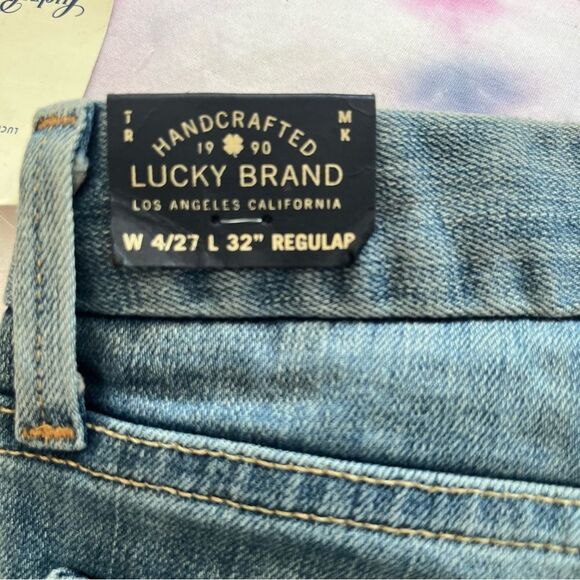 TR
MK
HANDCRAFTED
19 90
LUCKY BRAND
LOS ANGELES CALIFORNIA
W 4/27 L 32" REGULAR